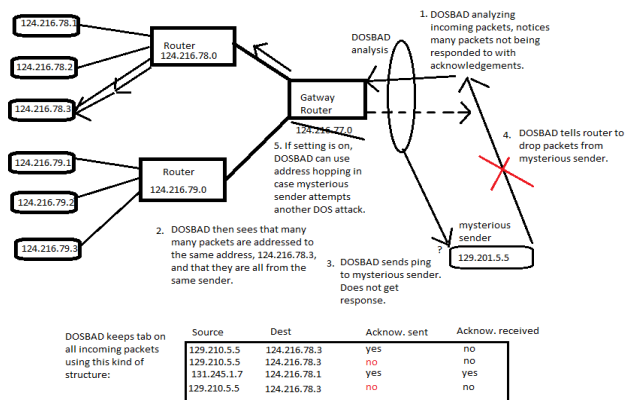 124.216.78.1
124.216.78.2
124.216.78.3
Router
124.216.78.0
DOSBAD
analysis
1. DOSBAD analyzing
incoming packets, notices
many packets not being
responded to with
acknowledgements.
Gatway
Router
124.216.77.0
124.216.79.1
124.216.79.2
124.216.79.3
Router
124.216.79.0
5. If setting is on,
DOSBAD can use
address hopping in
case mysterious
sender attempts
another DOS attack.
4. DOSBAD tells router to
drop packets from
mysterious sender.
2. DOSBAD then sees that many
many packets are addressed to
the same address, 124.216.78.3,
and that they are all from the
same sender.
3. DOSBAD sends ping
to mysterious sender.
Does not get
response.
?
mysterious
sender
129.201.5.5
DOSBAD keeps tab on
all incoming packets
using this kind of
structure:
Source Dest Acknow. sent Acknow. received
129.210.5.5 124.216.78.3 yes no
129.210.5.5 124.216.78.3 no no
131.245.1.7 124.216.78.1 yes yes
129.210.5.5 124.216.78.3 no no